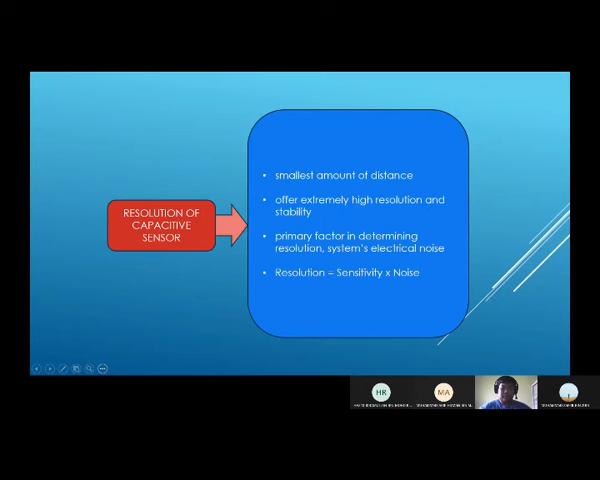 RESOLUTION OF
CAPACITIVE
SENSOR
• smallest amount of distance
• offer extremely high resolution and
stability
• primary factor in determining
resolution, system's electrical noise
• Resolution = Sensitivity x Noise
HR
MA